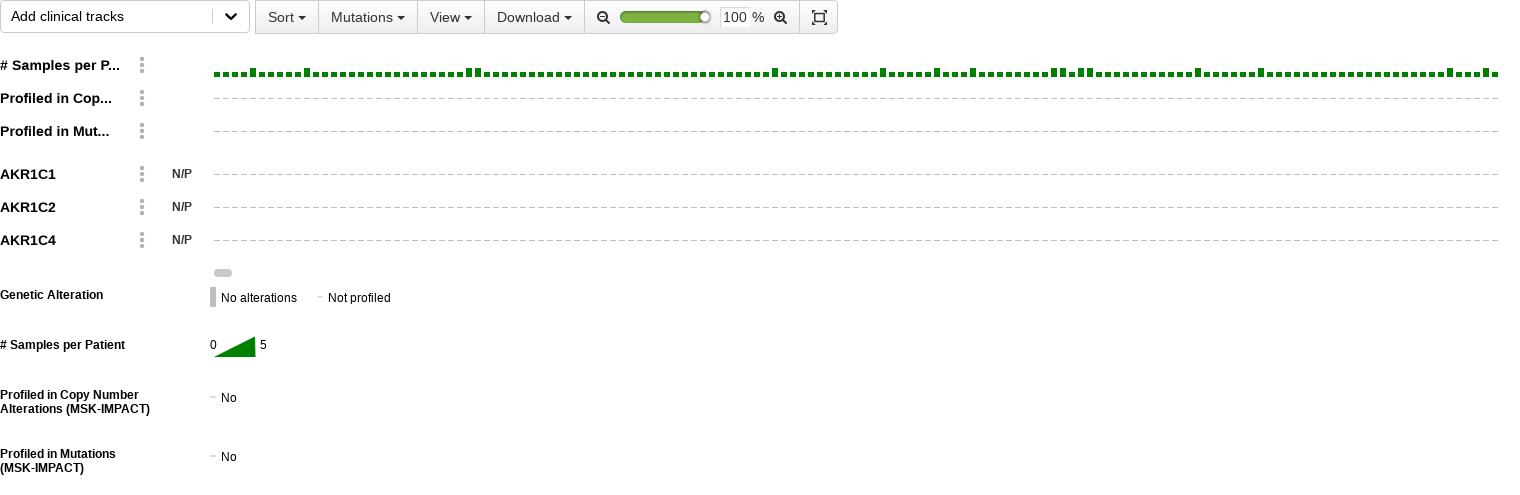 Add clinical tracks
Sort Mutations View Download 100 %
# Samples per P...
Profiled in Cop...
Profiled in Mut...
AKR1C1 N/P
AKR1C2 N/P
AKR1C4 N/P
Genetic Alteration No alterations Not profiled
# Samples per Patient 0 5
Profiled in Copy Number
Alterations (MSK-IMPACT) No
Profiled in Mutations
(MSK-IMPACT) No